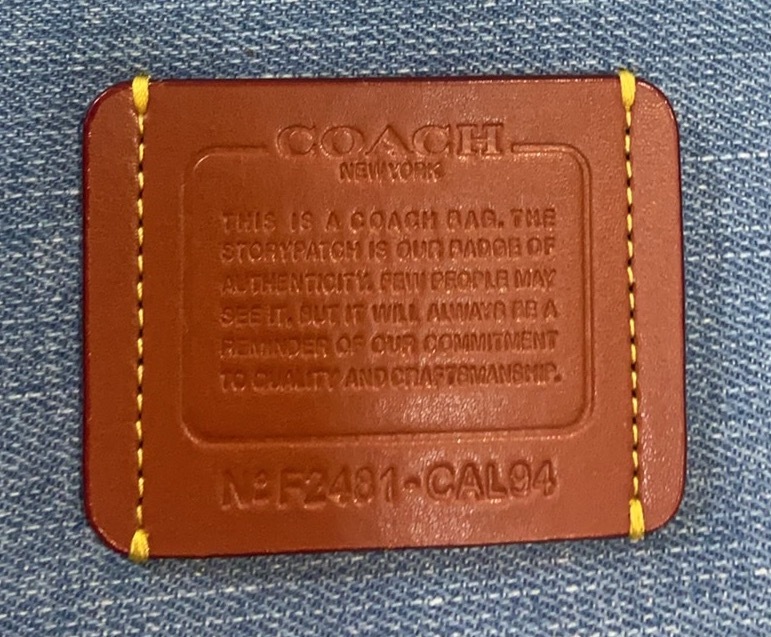 COACH
NEW YORK
THIS IS A COACH BAG. THE
STORYPATCH IS OUR BADGE OF
AUTHENTICITY. FEW PEOPLE MAY
SEE IT. BUT IT WILL ALWAYS BE A
REMINDER OF OUR COMMITMENT
TO QUALITY AND CRAFTSMANSHIP.
Nº F2481-CAL94